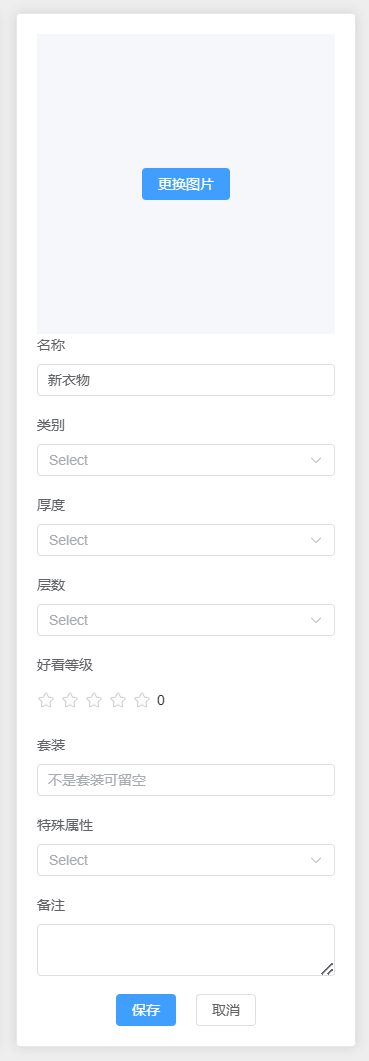 更换图片
名称
新衣物
类别
Select
厚度
Select
层数
Select
好看等级
0
套装
不是套装可留空
特殊属性
Select
备注
保存 取消